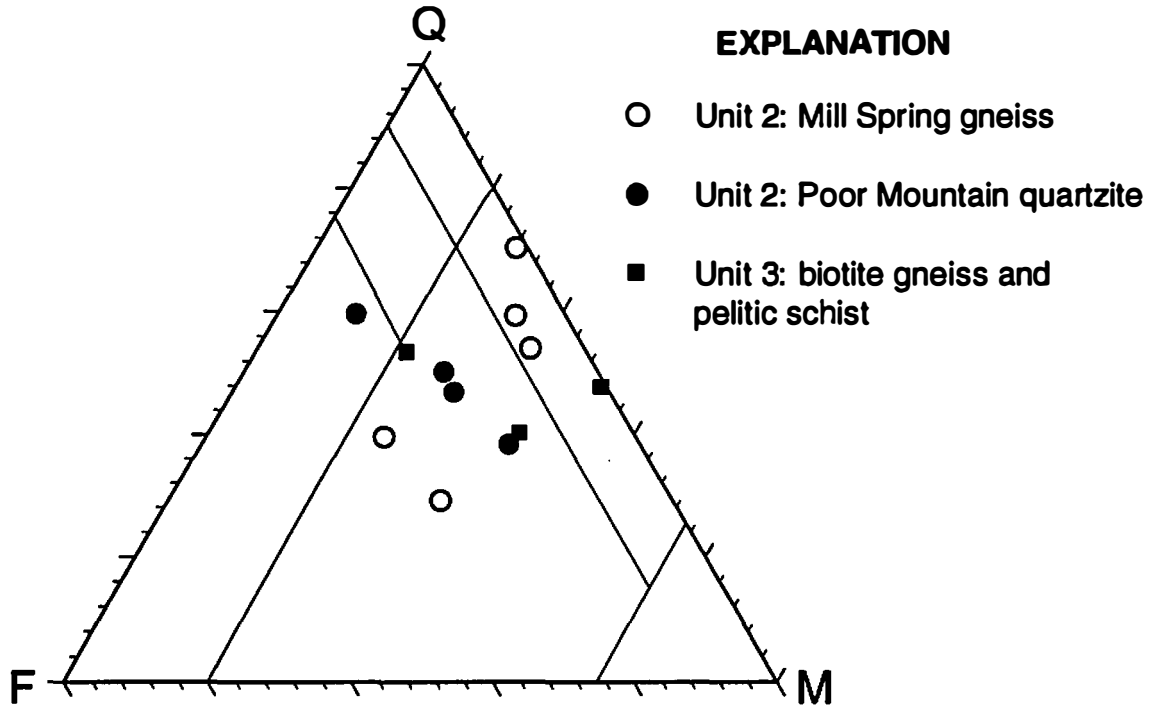 Q
EXPLANATION
Unit 2: Mill Spring gneiss
Unit 2: Poor Mountain quartzite
Unit 3: biotite gneiss and
pelitic schist
F
M